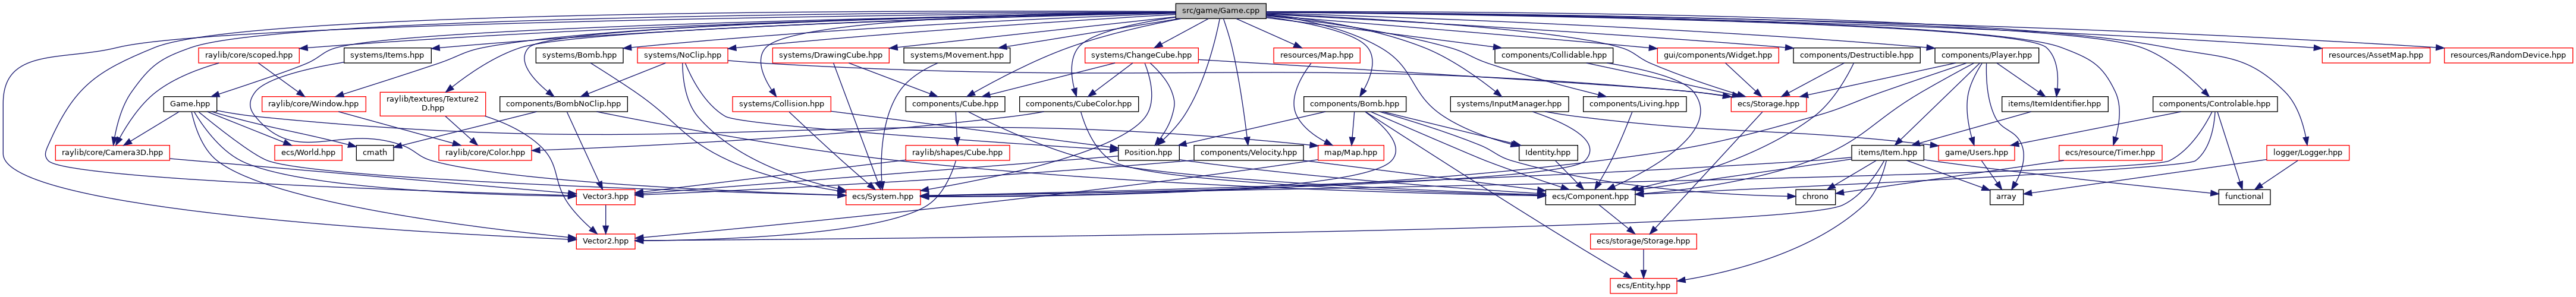 src/game/Game.cpp
raylib/core/scoped.hpp
systems/Items.hpp
systems/Bomb.hpp
systems/NoClip.hpp
systems/DrawingCube.hpp
systems/Movement.hpp
systems/ChangeCube.hpp
resources/Map.hpp
components/Collidable.hpp
gui/components/Widget.hpp
components/Destructible.hpp
components/Player.hpp
resources/AssetMap.hpp
resources/RandomDevice.hpp
Game.hpp
raylib/core/Window.hpp
raylib/textures/Texture2
D.hpp
components/BombNoClip.hpp
systems/Collision.hpp
components/Cube.hpp
components/CubeColor.hpp
components/Bomb.hpp
systems/InputManager.hpp
components/Living.hpp
ecs/Storage.hpp
items/ItemIdentifier.hpp
components/Controlable.hpp
raylib/core/Camera3D.hpp
ecs/World.hpp
cmath
raylib/core/Color.hpp
raylib/shapes/Cube.hpp
Position.hpp
components/Velocity.hpp
map/Map.hpp
Identity.hpp
items/Item.hpp
game/Users.hpp
ecs/resource/Timer.hpp
logger/Logger.hpp
Vector3.hpp
ecs/System.hpp
ecs/Component.hpp
chrono
array
functional
Vector2.hpp
ecs/storage/Storage.hpp
ecs/Entity.hpp